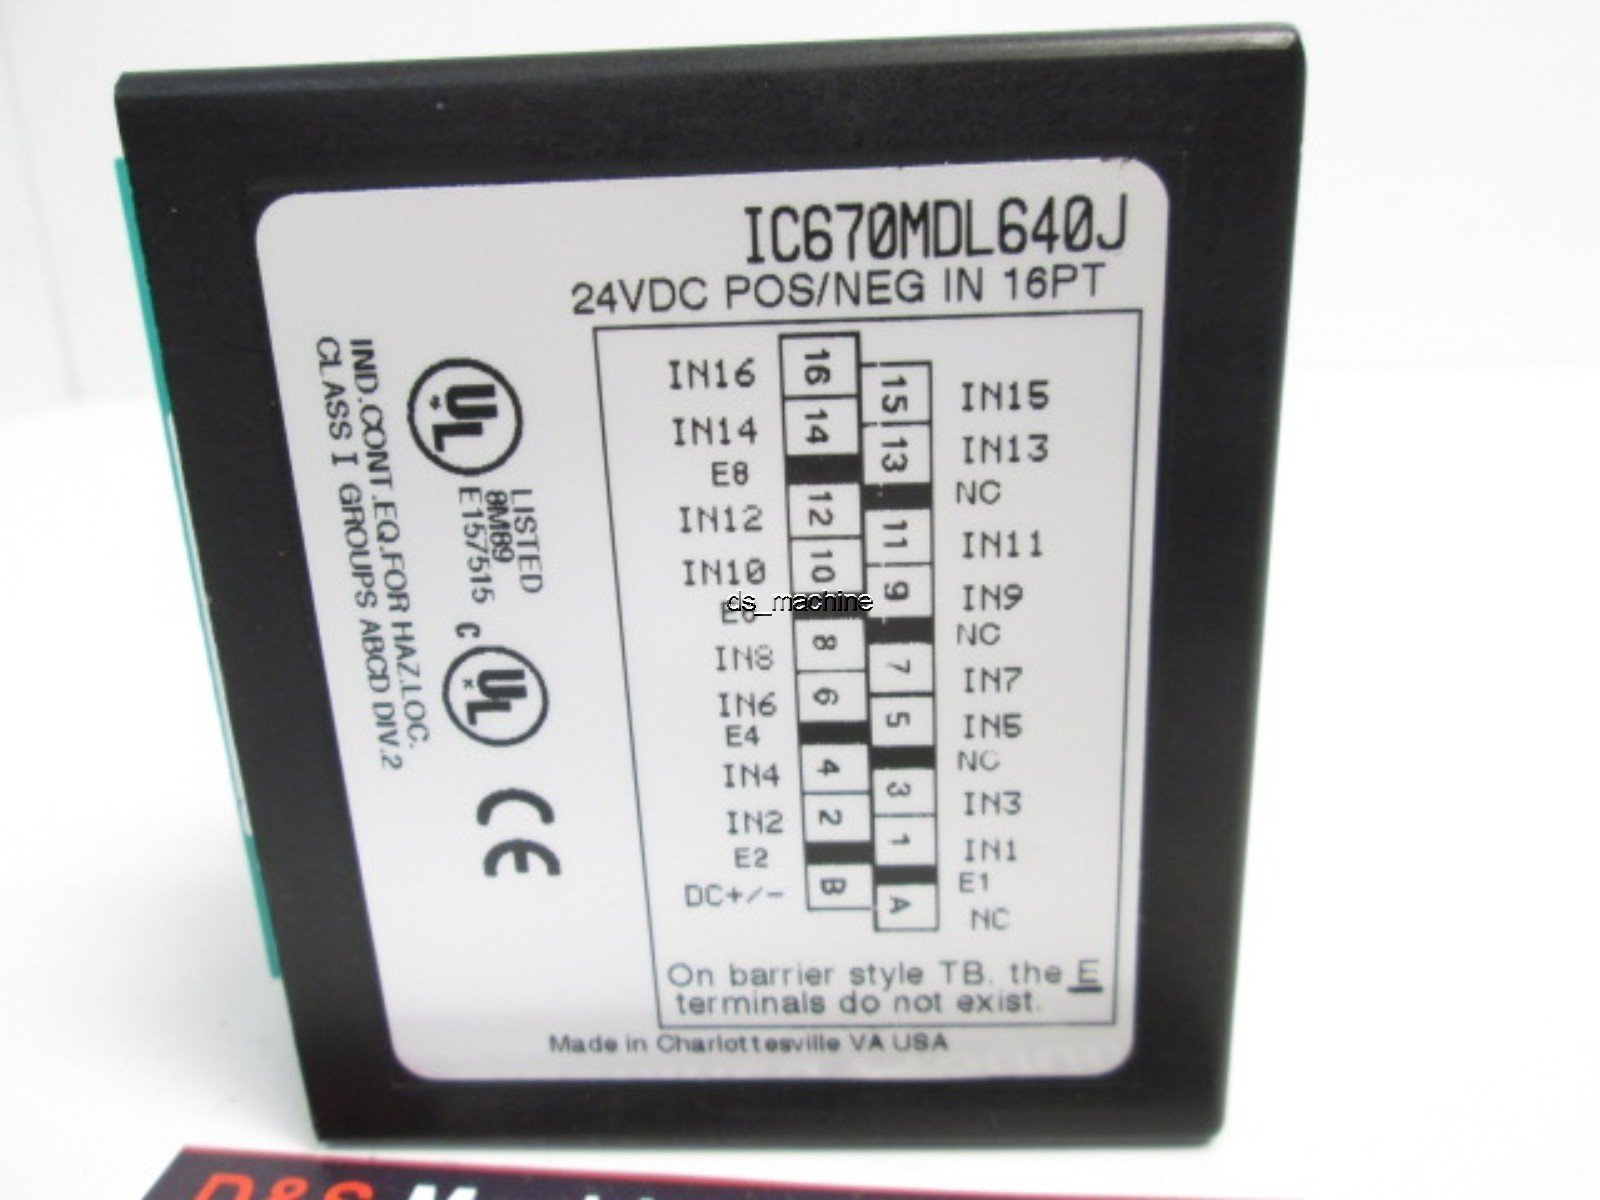 IC670MDL640J
24VDC POS/NEG IN 16PT
IN16 16 15 IN15
IN14 14 13 IN13
E8 NC
IN12 12 11 IN11
IN10 10 9 IN9
ds_machine
NC
IN8 8 7 IN7
IN6 6 5 IN5
E4 NC
IN4 4 3 IN3
IN2 2 1 IN1
E2 E1
DC+/- B A NC
On barrier style TB. the E
terminals do not exist.
Made in Charlottesville VA USA
UL
LISTED
8MB9
E157515
C UL
IND.CONT.EQ.FOR HAZ.LOC.
CLASS I GROUPS ABCD DIV.2
CE
D&S